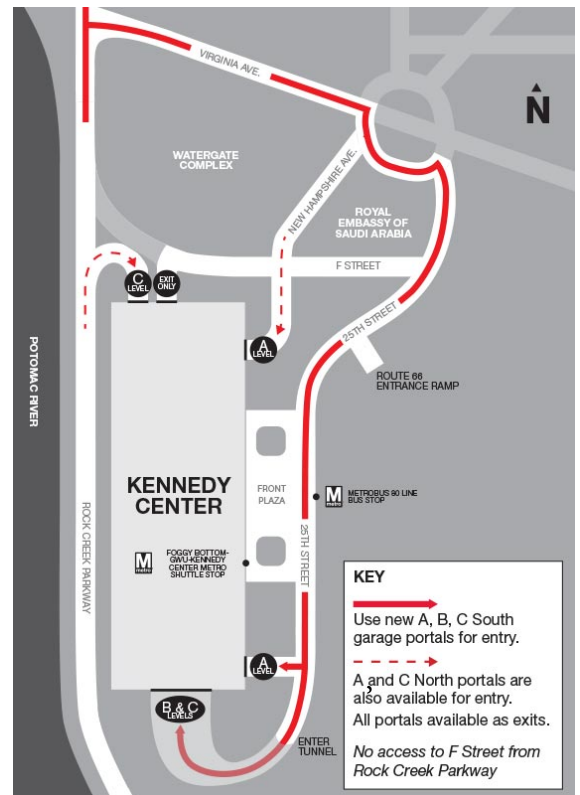 VIRGINIA AVE.
N
WATERGATE
COMPLEX
NEW HAMPSHIRE AVE.
ROYAL
EMBASSY OF
SAUDI ARABIA
F STREET
C
LEVEL
EXIT
ONLY
A
LEVEL
25TH STREET
ROUTE 66
ENTRANCE RAMP
POTOMAC RIVER
ROCK CREEK PARKWAY
KENNEDY
CENTER
FRONT
PLAZA
M
metro
METROBUS 80 LINE
BUS STOP
M
metro
FOGGY BOTTOM-
GWU-KENNEDY
CENTER METRO
SHUTTLE STOP
25TH STREET
A
LEVEL
B & C
LEVELS
ENTER
TUNNEL
KEY
Use new A, B, C South
garage portals for entry.
A and C North portals are
also available for entry.
All portals available as exits.
No access to F Street from
Rock Creek Parkway